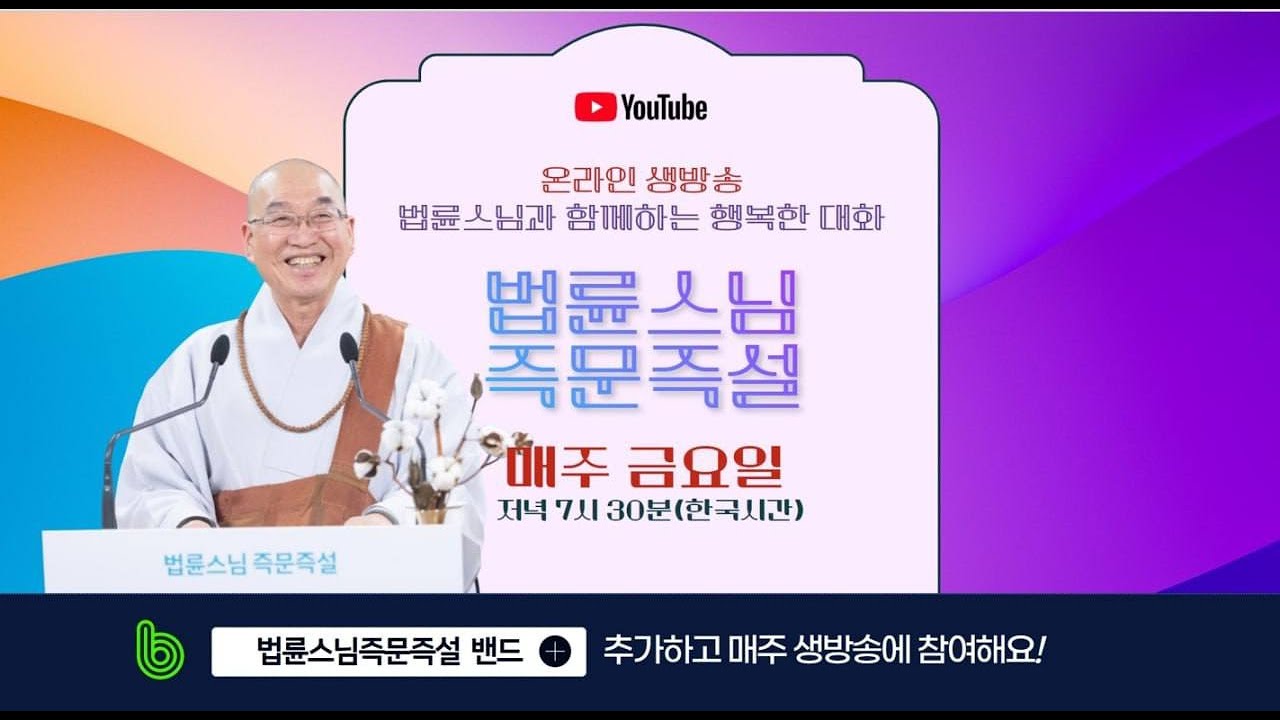 YouTube
온라인 생방송
법륜스님과 함께하는 행복한 대화
법륜스님
즉문즉설
매주 금요일
저녁 7시 30분(한국시간)
법륜스님 즉문즉설
법륜스님즉문즉설 밴드 추가하고 매주 생방송에 참여해요!